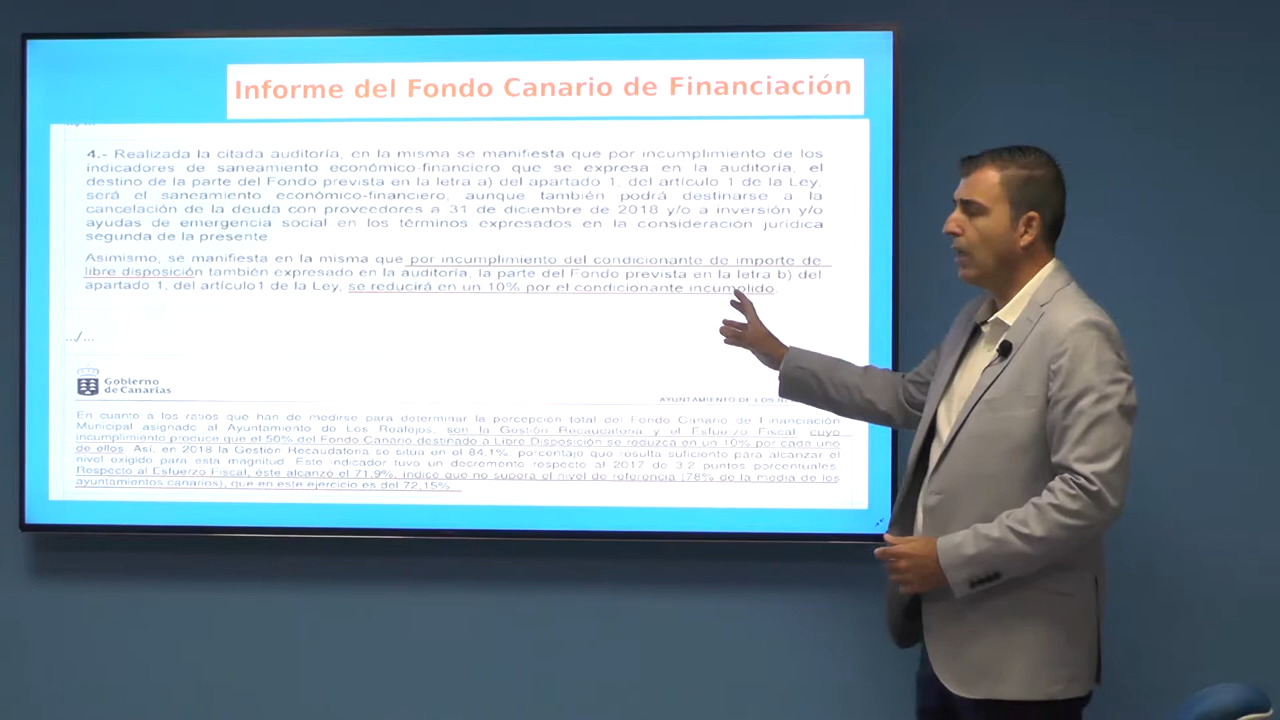 Informe del Fondo Canario de Financiación
4.- Realizada la citada auditoría, en la misma se manifiesta que por incumplimiento de los
indicadores de saneamiento económico-financiero que se expresa en la auditoría, el
destino de la parte del Fondo prevista en la letra a) del apartado 1, del artículo 1 de la Ley,
será el saneamiento económico-financiero, aunque también podrá destinarse a la
cancelación de la deuda con proveedores a 31 de diciembre de 2018 y/o a inversión y/o
ayudas de emergencia social en los términos expresados en la consideración jurídica
segunda de la presente
Asimismo, se manifiesta en la misma que por incumplimiento del condicionante de importe de
libre disposición también expresado en la auditoría, la parte del Fondo prevista en la letra b) del
apartado 1, del artículo1 de la Ley, se reducirá en un 10% por el condicionante incumplido.
.../...
Gobierno
de Canarias
AYUNTAMIENTO DE LOS
En cuanto a los ratios que han de medirse para determinar la percepción total del Fondo Canario de Financiación
Municipal asignado al Ayuntamiento de Los Realejos, son la Gestión Recaudatoria y el Esfuerzo Fiscal, cuyo
incumplimiento produce que el 50% del Fondo Canario destinado a Libre Disposición se reduzca en un 10% por cada uno
de ellos. Así, en 2018 la Gestión Recaudatoria se sitúa en el 84,1%, porcentaje que resulta suficiente para alcanzar el
nivel exigido para esta magnitud. Este indicador tuvo un decremento respecto al 2017 de 3,2 puntos porcentuales.
Respecto al Esfuerzo Fiscal, éste alcanzó el 71,9%, índice que no supera el nivel de referencia (78% de la media de los
ayuntamientos canarios), que en este ejercicio es del 72,15%.